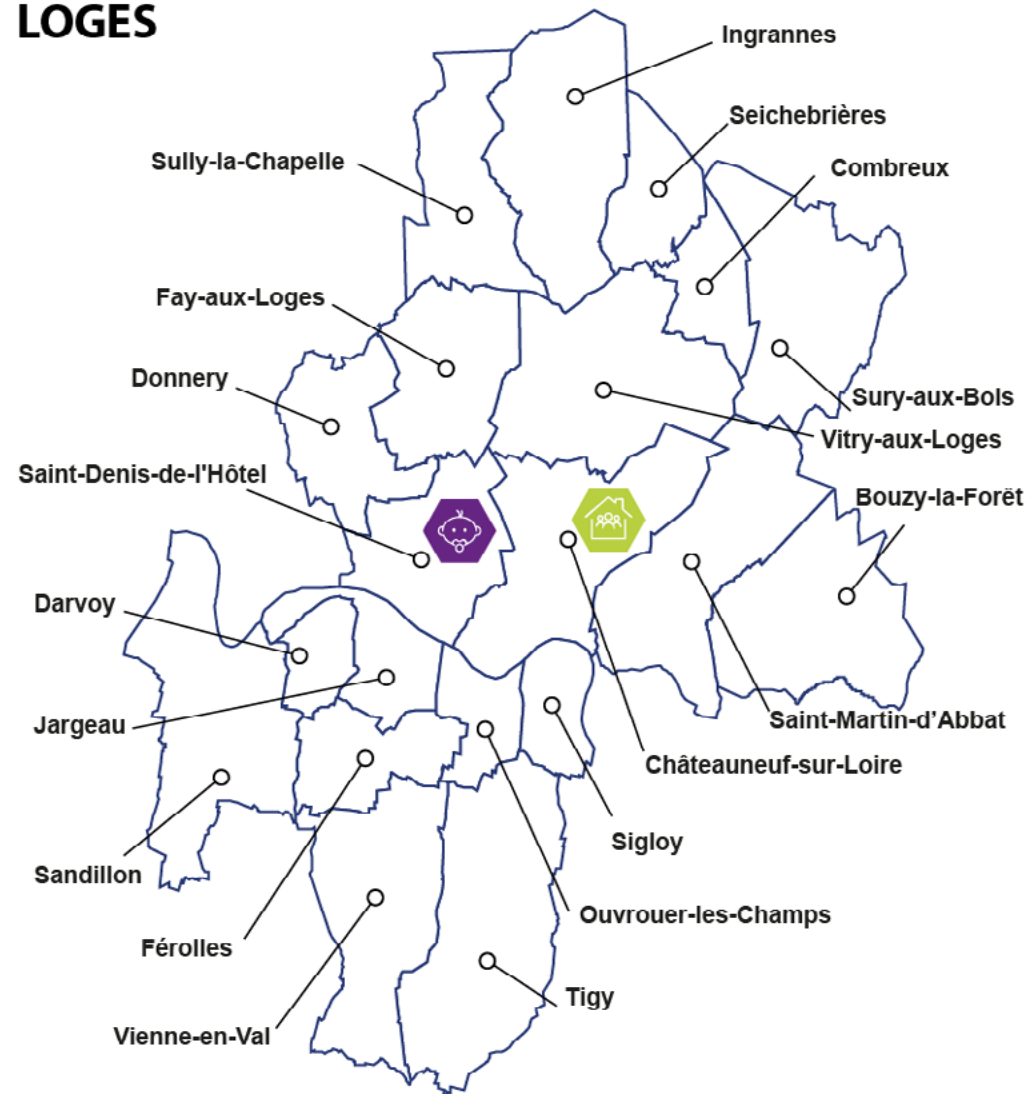 LOGES
Ingrannes
Seichebrières
Sully-la-Chapelle
Combreux
Fay-aux-Loges
Donnery
Sury-aux-Bols
Vitry-aux-Loges
Saint-Denis-de-l'Hôtel
Bouzy-la-Forêt
Darvoy
Jargeau
Saint-Martin-d’Abbat
Châteauneuf-sur-Loire
Sigloy
Sandillon
Ouvrouer-les-Champs
Férolles
Tigy
Vienne-en-Val